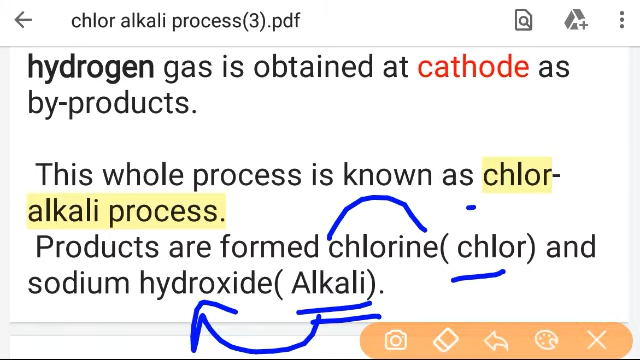 chlor alkali process(3).pdf
hydrogen gas is obtained at cathode as
by-products.
This whole process is known as chlor-
alkali process.
Products are formed chlorine( chlor) and
sodium hydroxide( Alkali).